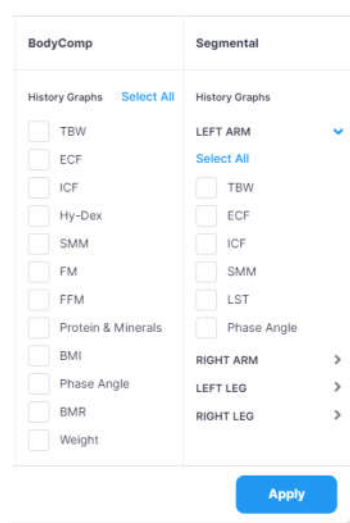 BodyComp
History Graphs Select All
TBW
ECF
ICF
Hy-Dex
SMM
FM
FFM
Protein & Minerals
BMI
Phase Angle
BMR
Weight
Segmental
History Graphs
LEFT ARM
Select All
TBW
ECF
ICF
SMM
LST
Phase Angle
RIGHT ARM
LEFT LEG
RIGHT LEG
Apply